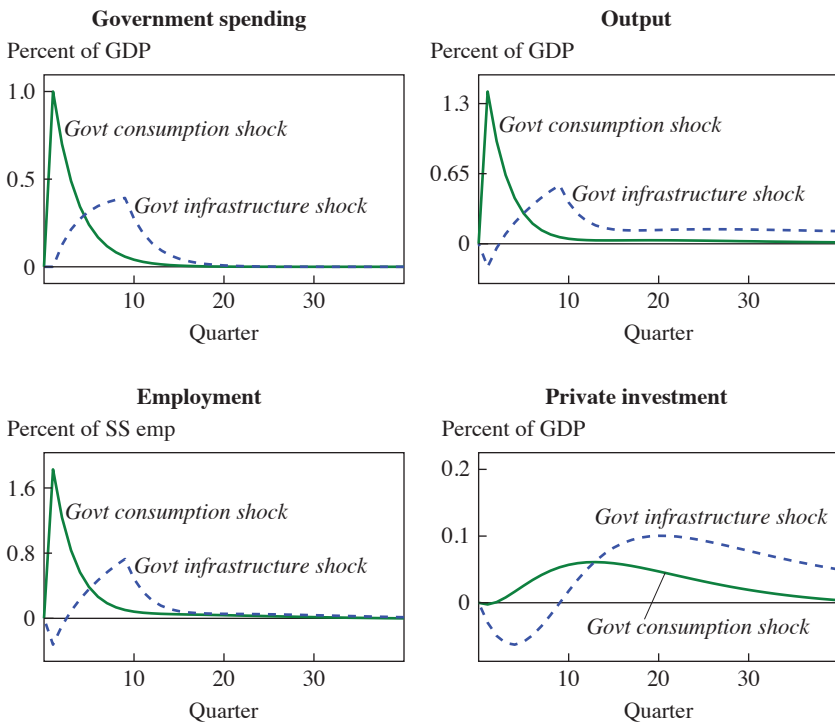 Government spending
Percent of GDP
1.0
0.5
0
Govt consumption shock
Govt infrastructure shock
10
20
30
Quarter
Output
Percent of GDP
1.3
0.65
0
Govt consumption shock
Govt infrastructure shock
10
20
30
Quarter
Employment
Percent of SS emp
1.6
0.8
0
Govt consumption shock
Govt infrastructure shock
10
20
30
Quarter
Private investment
Percent of GDP
0.2
0.1
0
Govt infrastructure shock
Govt consumption shock
10
20
30
Quarter